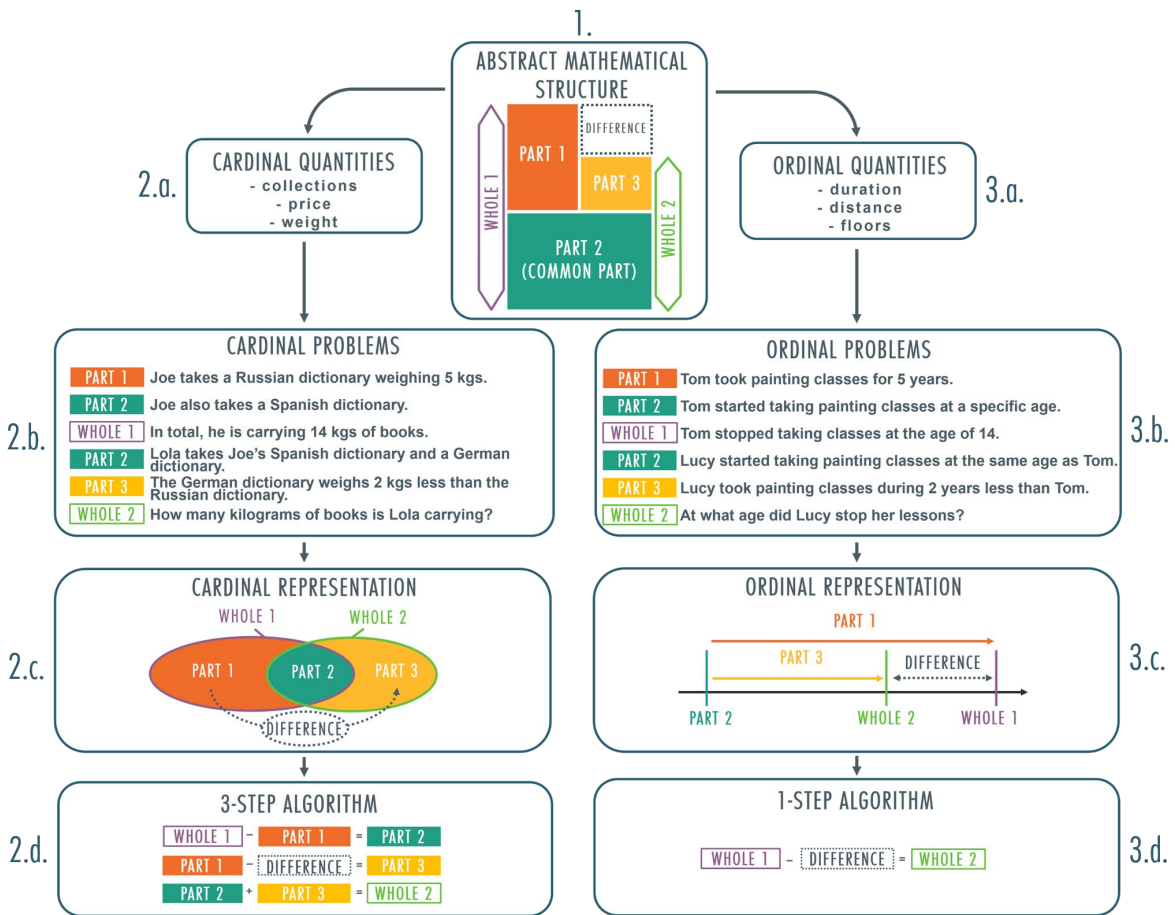 1.
ABSTRACT MATHEMATICAL
STRUCTURE
DIFFERENCE
PART 1
PART 3
WHOLE 1
WHOLE 2
PART 2
(COMMON PART)
2.a.
CARDINAL QUANTITIES
- collections
- price
- weight
ORDINAL QUANTITIES
- duration
- distance
- floors
3.a.
2.b.
CARDINAL PROBLEMS
PART 1 Joe takes a Russian dictionary weighing 5 kgs.
PART 2 Joe also takes a Spanish dictionary.
WHOLE 1 In total, he is carrying 14 kgs of books.
PART 2 Lola takes Joe's Spanish dictionary and a German
dictionary.
PART 3 The German dictionary weighs 2 kgs less than the
Russian dictionary.
WHOLE 2 How many kilograms of books is Lola carrying?
ORDINAL PROBLEMS
PART 1 Tom took painting classes for 5 years.
PART 2 Tom started taking painting classes at a specific age.
WHOLE 1 Tom stopped taking classes at the age of 14.
PART 2 Lucy started taking painting classes at the same age as Tom.
PART 3 Lucy took painting classes during 2 years less than Tom.
WHOLE 2 At what age did Lucy stop her lessons?
3.b.
2.c.
CARDINAL REPRESENTATION
WHOLE 1 WHOLE 2
PART 1 PART 2 PART 3
DIFFERENCE
ORDINAL REPRESENTATION
PART 1
PART 3 DIFFERENCE
PART 2 WHOLE 2 WHOLE 1
3.c.
2.d.
3-STEP ALGORITHM
WHOLE 1 - PART 1 = PART 2
PART 1 - DIFFERENCE = PART 3
PART 2 + PART 3 = WHOLE 2
1-STEP ALGORITHM
WHOLE 1 - DIFFERENCE = WHOLE 2
3.d.